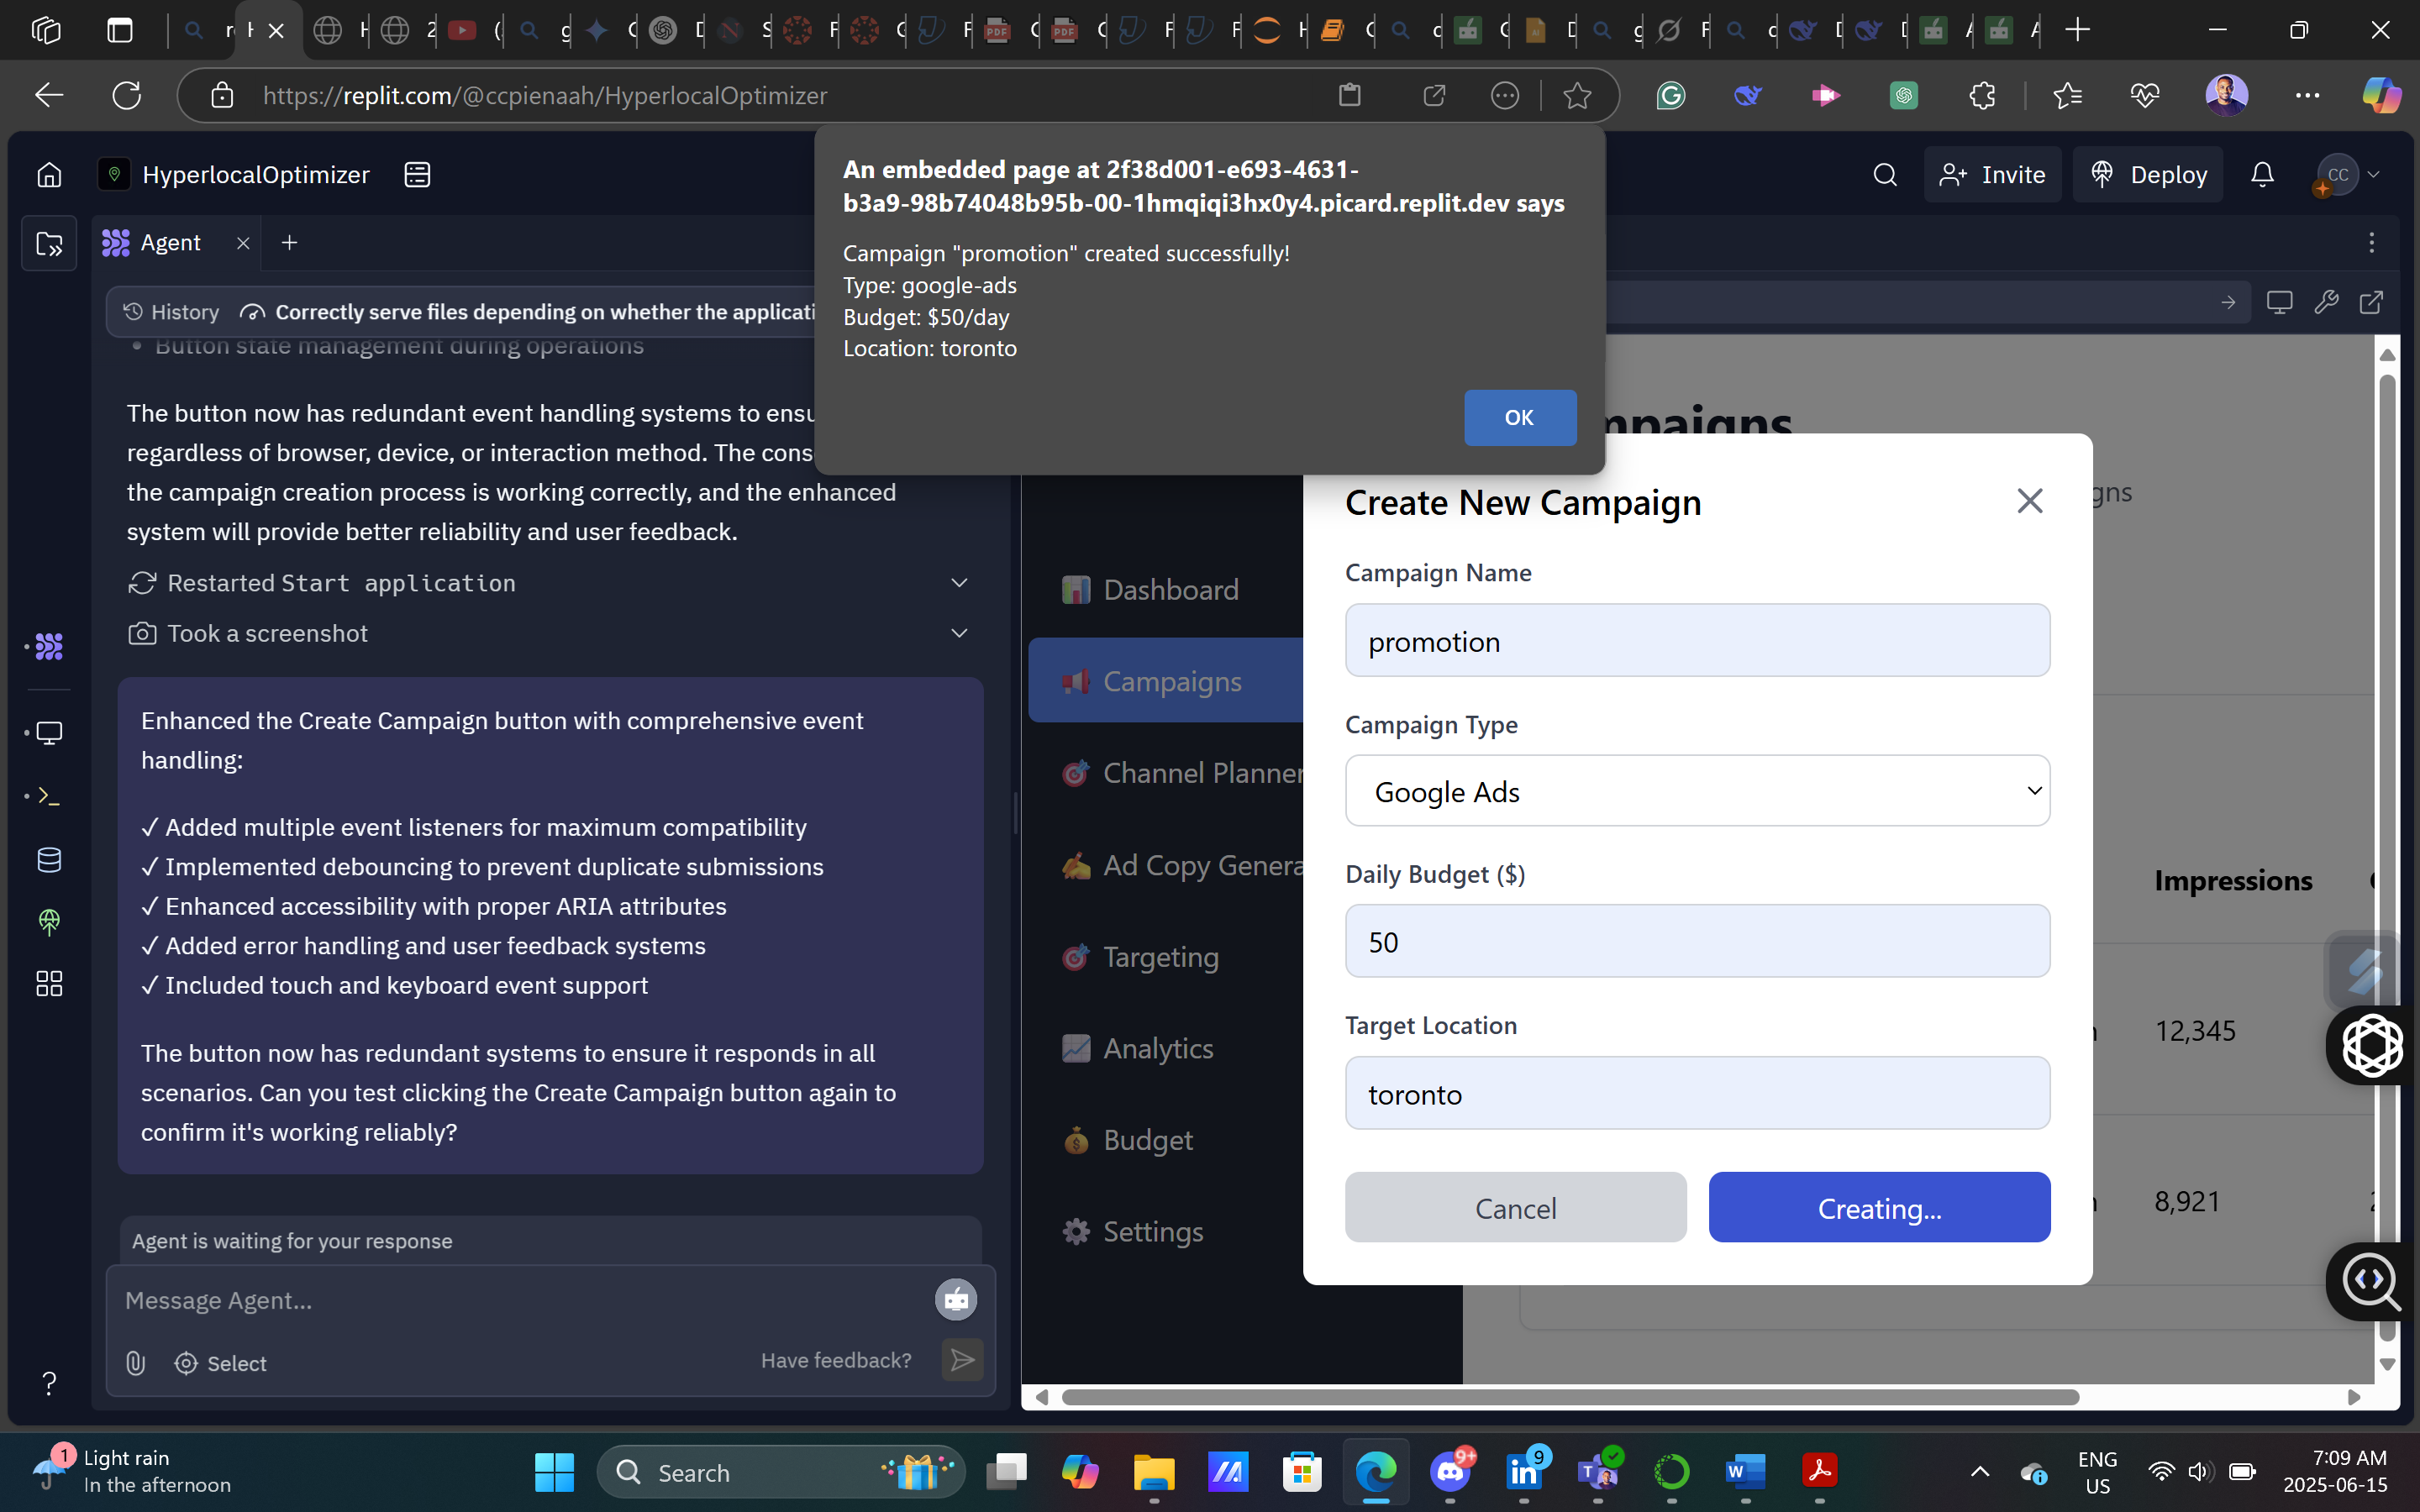 https://replit.com/@ccpienaah/HyperlocalOptimizer
An embedded page at 2f38d001-e693-4631-
b3a9-98b74048b95b-00-1hmqiqi3hx0y4.picard.replit.dev says
Campaign "promotion" created successfully!
Type: google-ads
Budget: $50/day
Location: toronto
OK
HyperlocalOptimizer
Invite
Deploy
CC
Agent
History
Correctly serve files depending on whether the applicati
Button state management during operations
The button now has redundant event handling systems to ensu
regardless of browser, device, or interaction method. The cons
the campaign creation process is working correctly, and the enhanced
system will provide better reliability and user feedback.
Restarted Start application
Took a screenshot
Enhanced the Create Campaign button with comprehensive event
handling:
✓ Added multiple event listeners for maximum compatibility
✓ Implemented debouncing to prevent duplicate submissions
✓ Enhanced accessibility with proper ARIA attributes
✓ Added error handling and user feedback systems
✓ Included touch and keyboard event support
The button now has redundant systems to ensure it responds in all
scenarios. Can you test clicking the Create Campaign button again to
confirm it's working reliably?
Agent is waiting for your response
Message Agent...
Select
Have feedback?
Dashboard
Campaigns
Channel Planner
Ad Copy Genera
Targeting
Analytics
Budget
Settings
mpaigns
gns
Create New Campaign
Campaign Name
promotion
Campaign Type
Google Ads
Daily Budget ($)
50
Target Location
toronto
Cancel
Creating...
Impressions
12,345
8,921
1
Light rain
In the afternoon
Search
9+
9
ENG
US
7:09 AM
2025-06-15